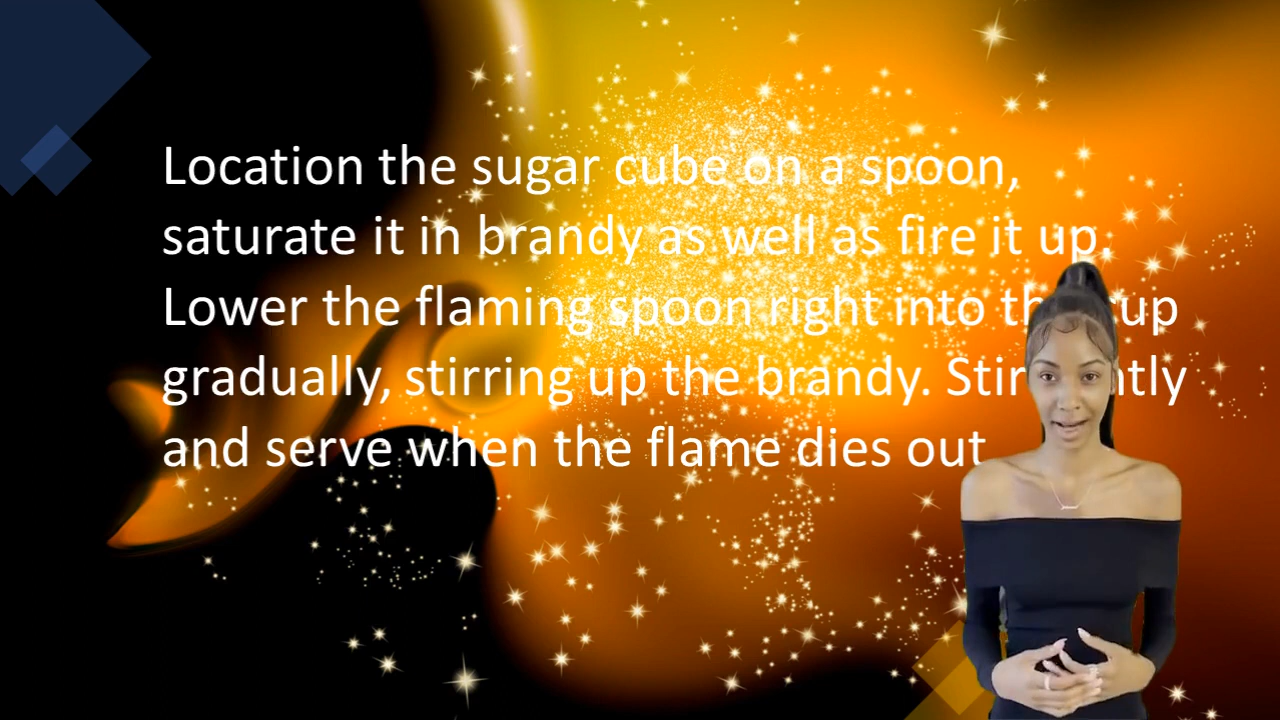 Location the sugar cube on a spoon,
saturate it in brandy as well as fire it up.
Lower the flaming spoon right into up
gradually, stirring up the brandy. Stir
and serve when the flame dies out